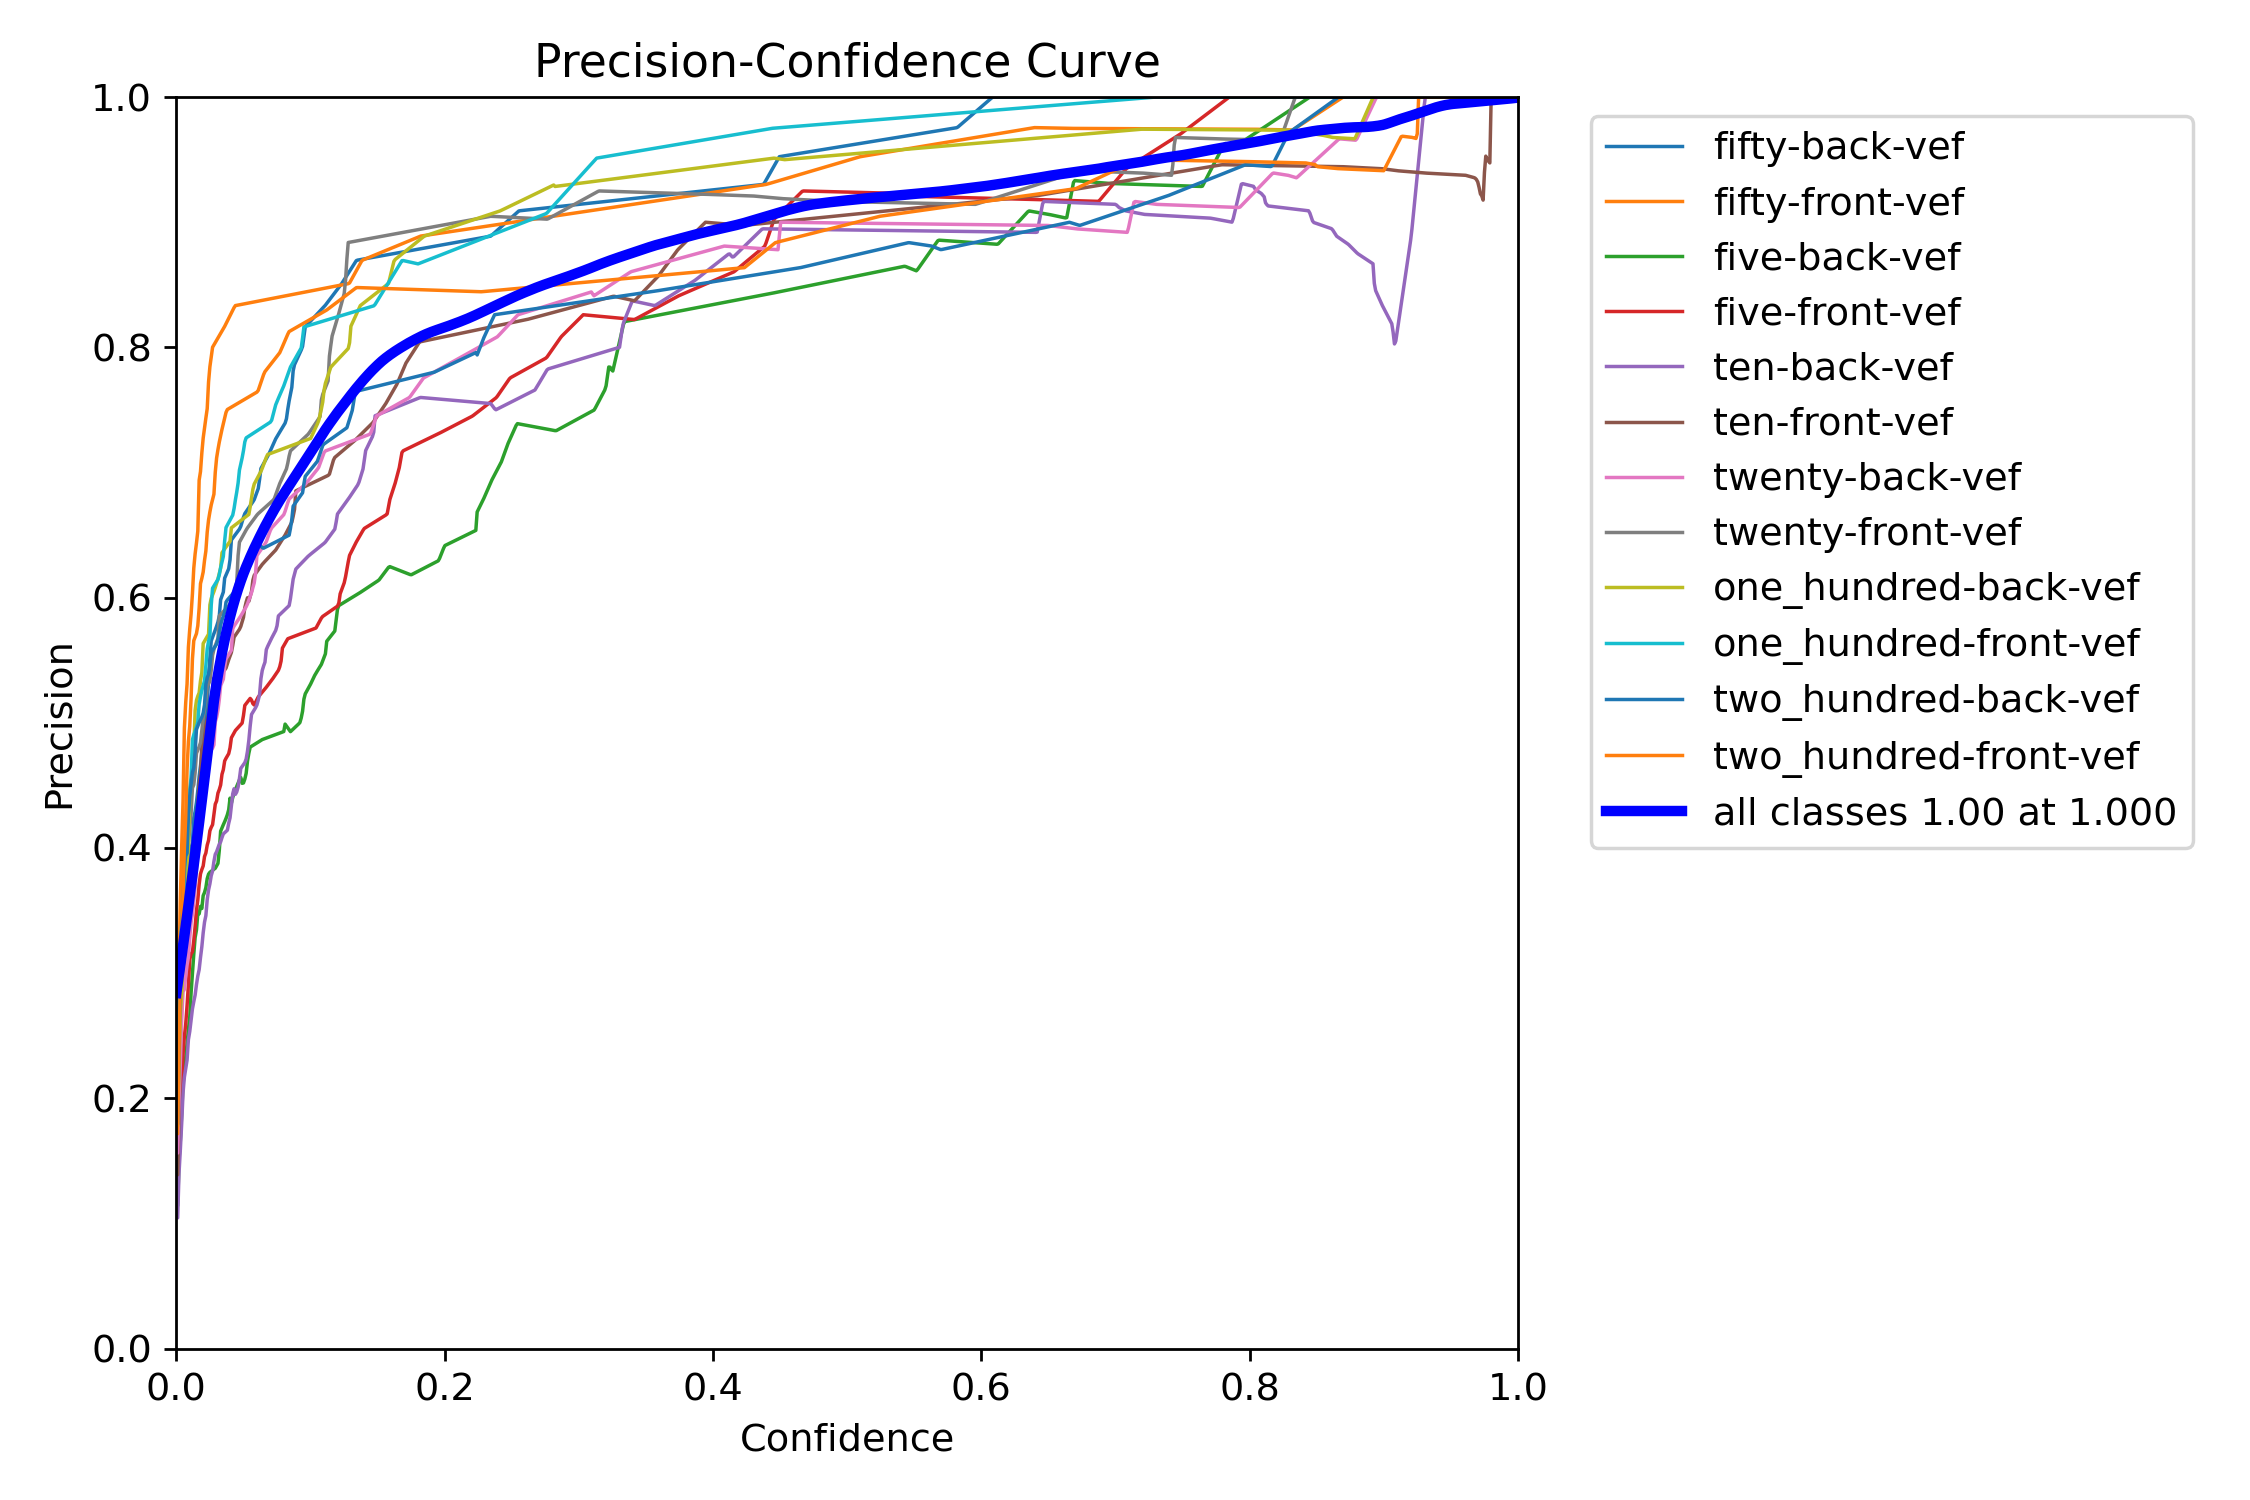 Precision-Confidence Curve
1.0
0.8
0.6
0.4
0.2
0.0
Precision
0.0 0.2 0.4 0.6 0.8 1.0
Confidence
fifty-back-vef
fifty-front-vef
five-back-vef
five-front-vef
ten-back-vef
ten-front-vef
twenty-back-vef
twenty-front-vef
one_hundred-back-vef
one_hundred-front-vef
two_hundred-back-vef
two_hundred-front-vef
all classes 1.00 at 1.000